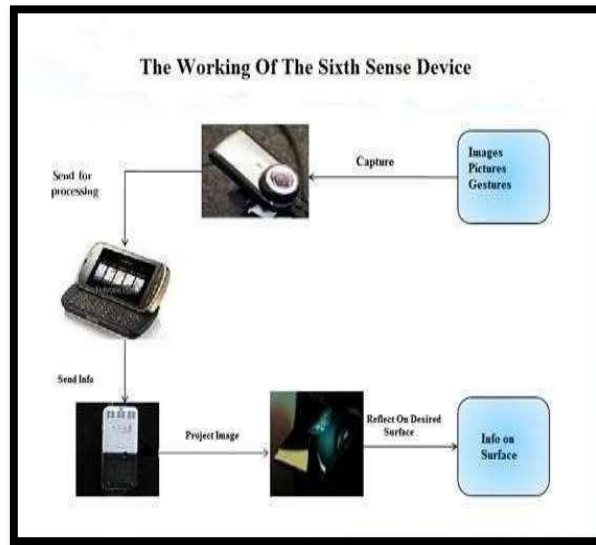 The Working Of The Sixth Sense Device
Images
Pictures
Gestures
Capture
Send for
processing
Send Info
Project Image
Reflect On Desired
Surface
Info on
Surface